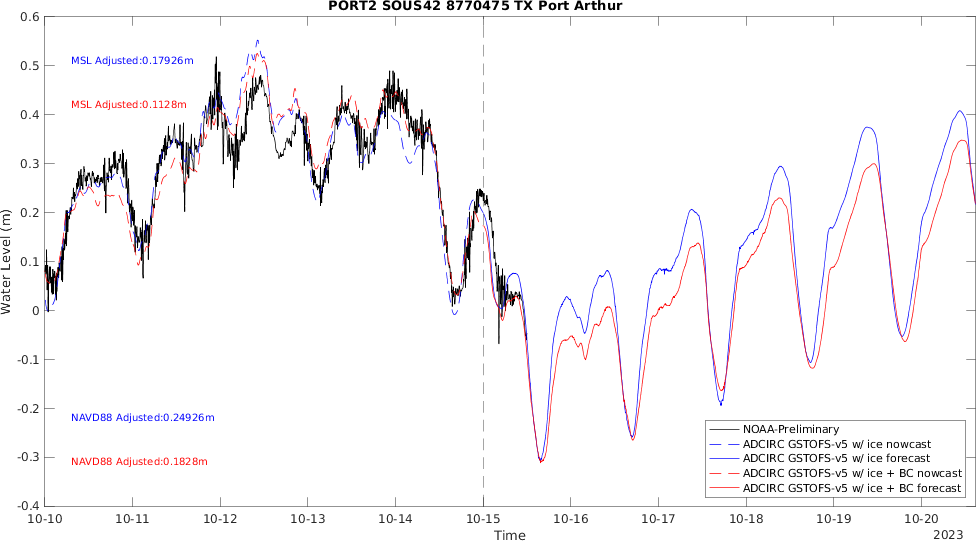 PORT2 SOUS42 8770475 TX Port Arthur
0.6
0.5
0.4
0.3
0.2
0.1
0
-0.1
-0.2
-0.3
-0.4
Water Level (m)
MSL Adjusted:0.17926m
MSL Adjusted:0.1128m
NAVD88 Adjusted:0.24926m
NAVD88 Adjusted:0.1828m
NOAA-Preliminary
ADCIRC GSTOFS-v5 w/ ice nowcast
ADCIRC GSTOFS-v5 w/ ice forecast
ADCIRC GSTOFS-v5 w/ ice + BC nowcast
ADCIRC GSTOFS-v5 w/ ice + BC forecast
10-10 10-11 10-12 10-13 10-14 10-15 10-16 10-17 10-18 10-19 10-20
Time
2023